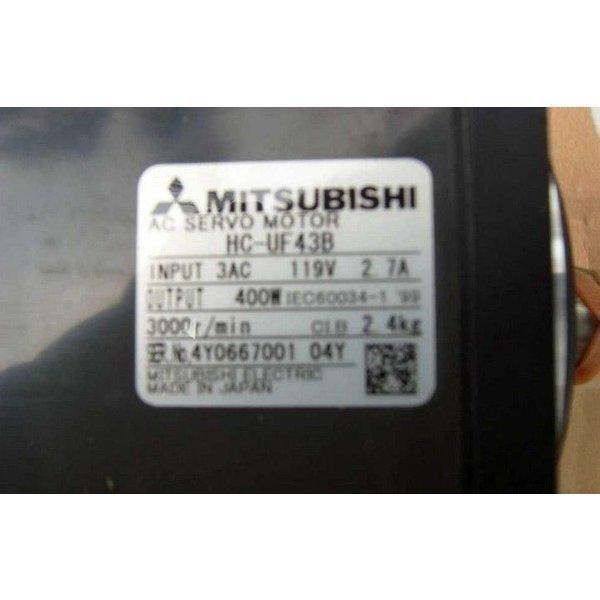 MITSUBISHI
AC SERVO MOTOR
HC-UF43B
INPUT 3AC 119V 2.7A
OUTPUT 400W IEC60034-1 '99
3000r/min Cl.B 2.4kg
SER.No.4Y0667001 04Y
MITSUBISHI ELECTRIC
MADE IN JAPAN